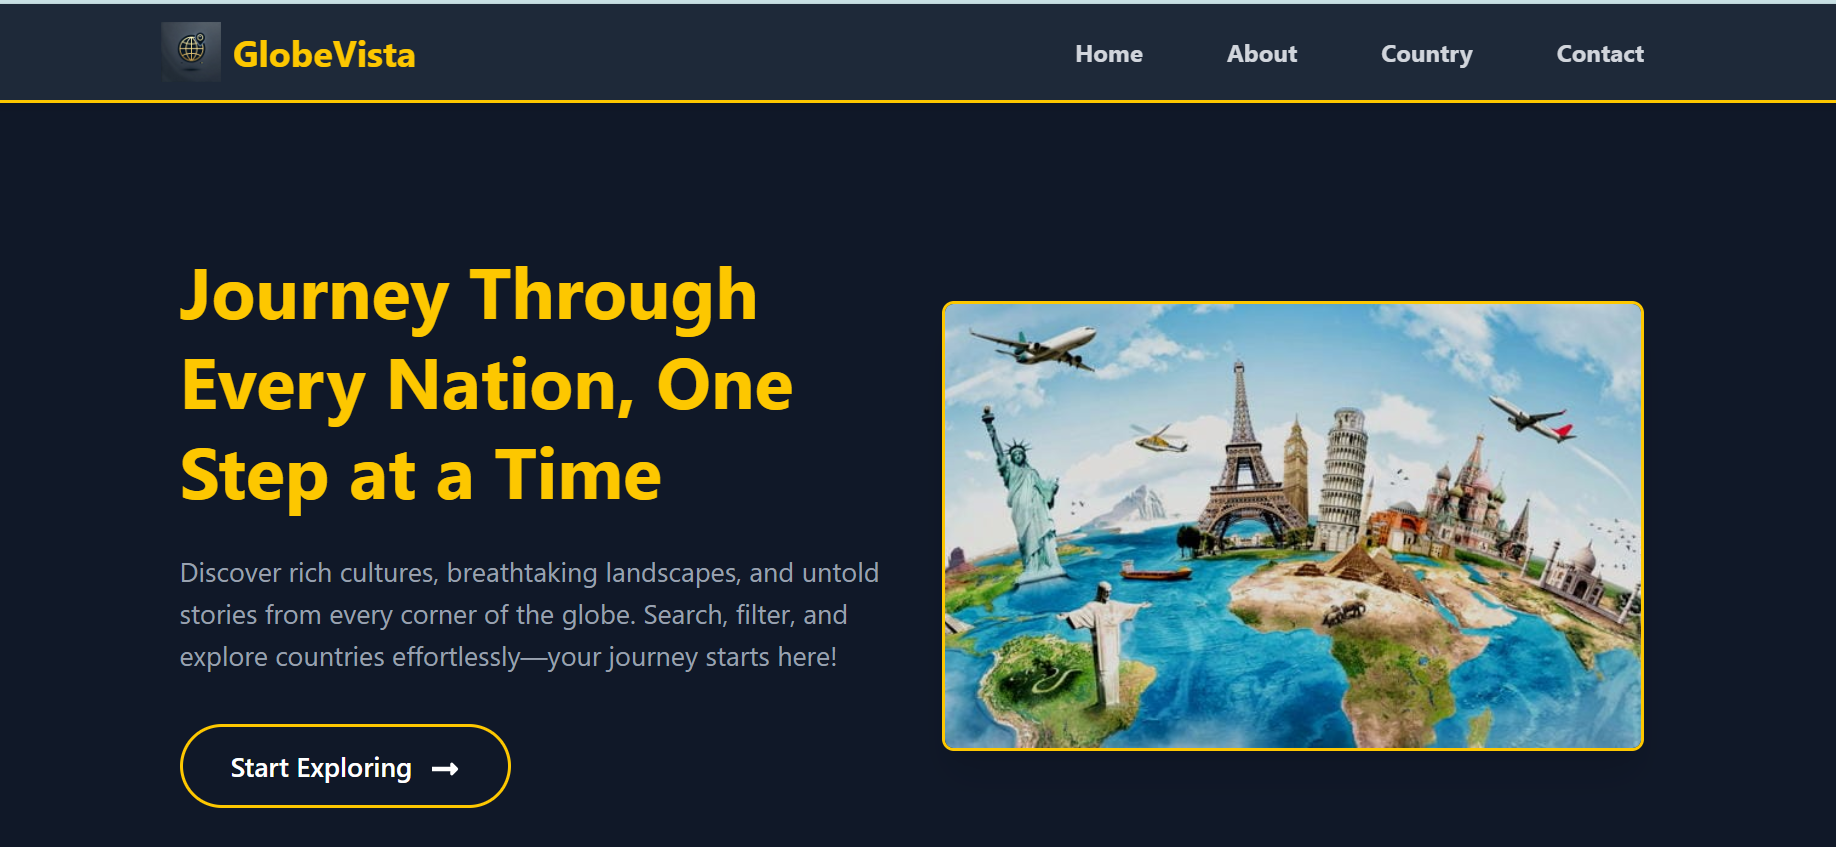 GlobeVista
Home
About
Country
Contact
Journey Through
Every Nation, One
Step at a Time
Discover rich cultures, breathtaking landscapes, and untold
stories from every corner of the globe. Search, filter, and
explore countries effortlessly—your journey starts here!
Start Exploring